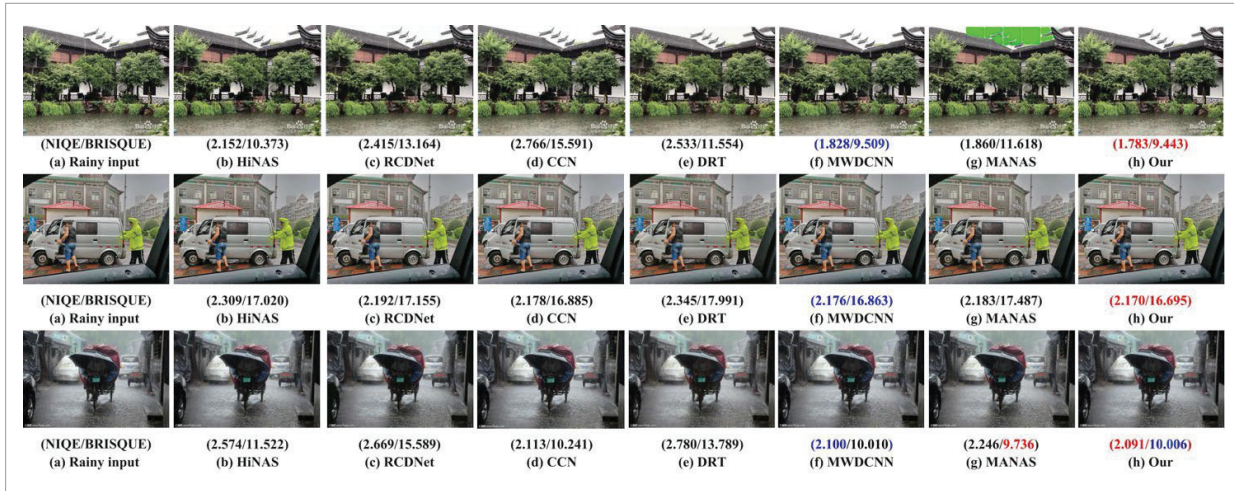 Bai
(NIQE/BRISQUE) (2.152/10.373) (2.415/13.164) (2.766/15.591) (2.533/11.554) (1.828/9.509) (1.860/11.618) (1.783/9.443)
(a) Rainy input (b) HiNAS (c) RCDNet (d) CCN (e) DRT (f) MWDCNN (g) MANAS (h) Our
(NIQE/BRISQUE) (2.309/17.020) (2.192/17.155) (2.178/16.885) (2.345/17.991) (2.176/16.863) (2.183/17.487) (2.170/16.695)
(a) Rainy input (b) HiNAS (c) RCDNet (d) CCN (e) DRT (f) MWDCNN (g) MANAS (h) Our
(NIQE/BRISQUE) (2.574/11.522) (2.669/15.589) (2.113/10.241) (2.780/13.789) (2.100/10.010) (2.246/9.736) (2.091/10.006)
(a) Rainy input (b) HiNAS (c) RCDNet (d) CCN (e) DRT (f) MWDCNN (g) MANAS (h) Our